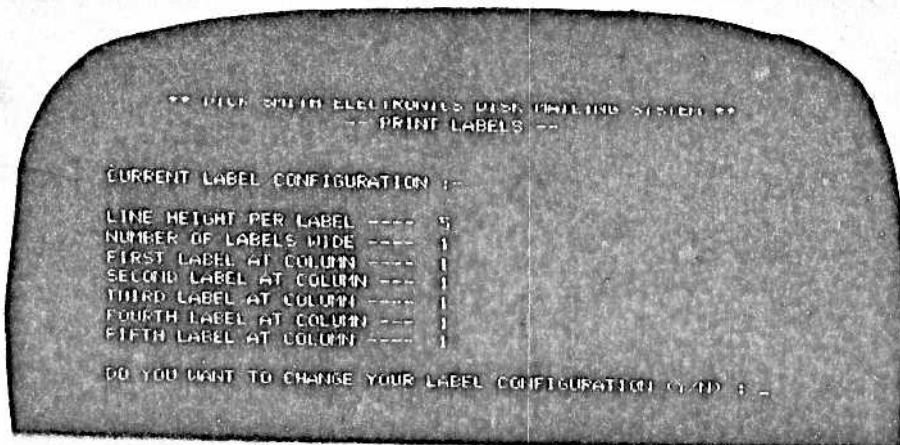 ** DICK SMITH ELECTRONICS DISK MAILING SYSTEM **
-- PRINT LABELS --
CURRENT LABEL CONFIGURATION :-
LINE HEIGHT PER LABEL ---- 5
NUMBER OF LABELS WIDE ---- 1
FIRST LABEL AT COLUMN ---- 1
SECOND LABEL AT COLUMN --- 1
THIRD LABEL AT COLUMN ---- 1
FOURTH LABEL AT COLUMN --- 1
FIFTH LABEL AT COLUMN ---- 1
DO YOU WANT TO CHANGE YOUR LABEL CONFIGURATION (Y/N) : _